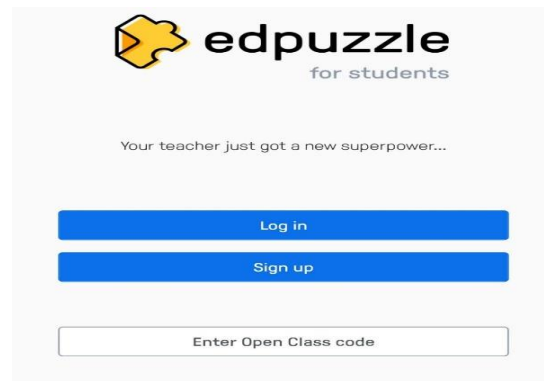 edpuzzle
for students
Your teacher just got a new superpower...
Log in
Sign up
Enter Open Class code